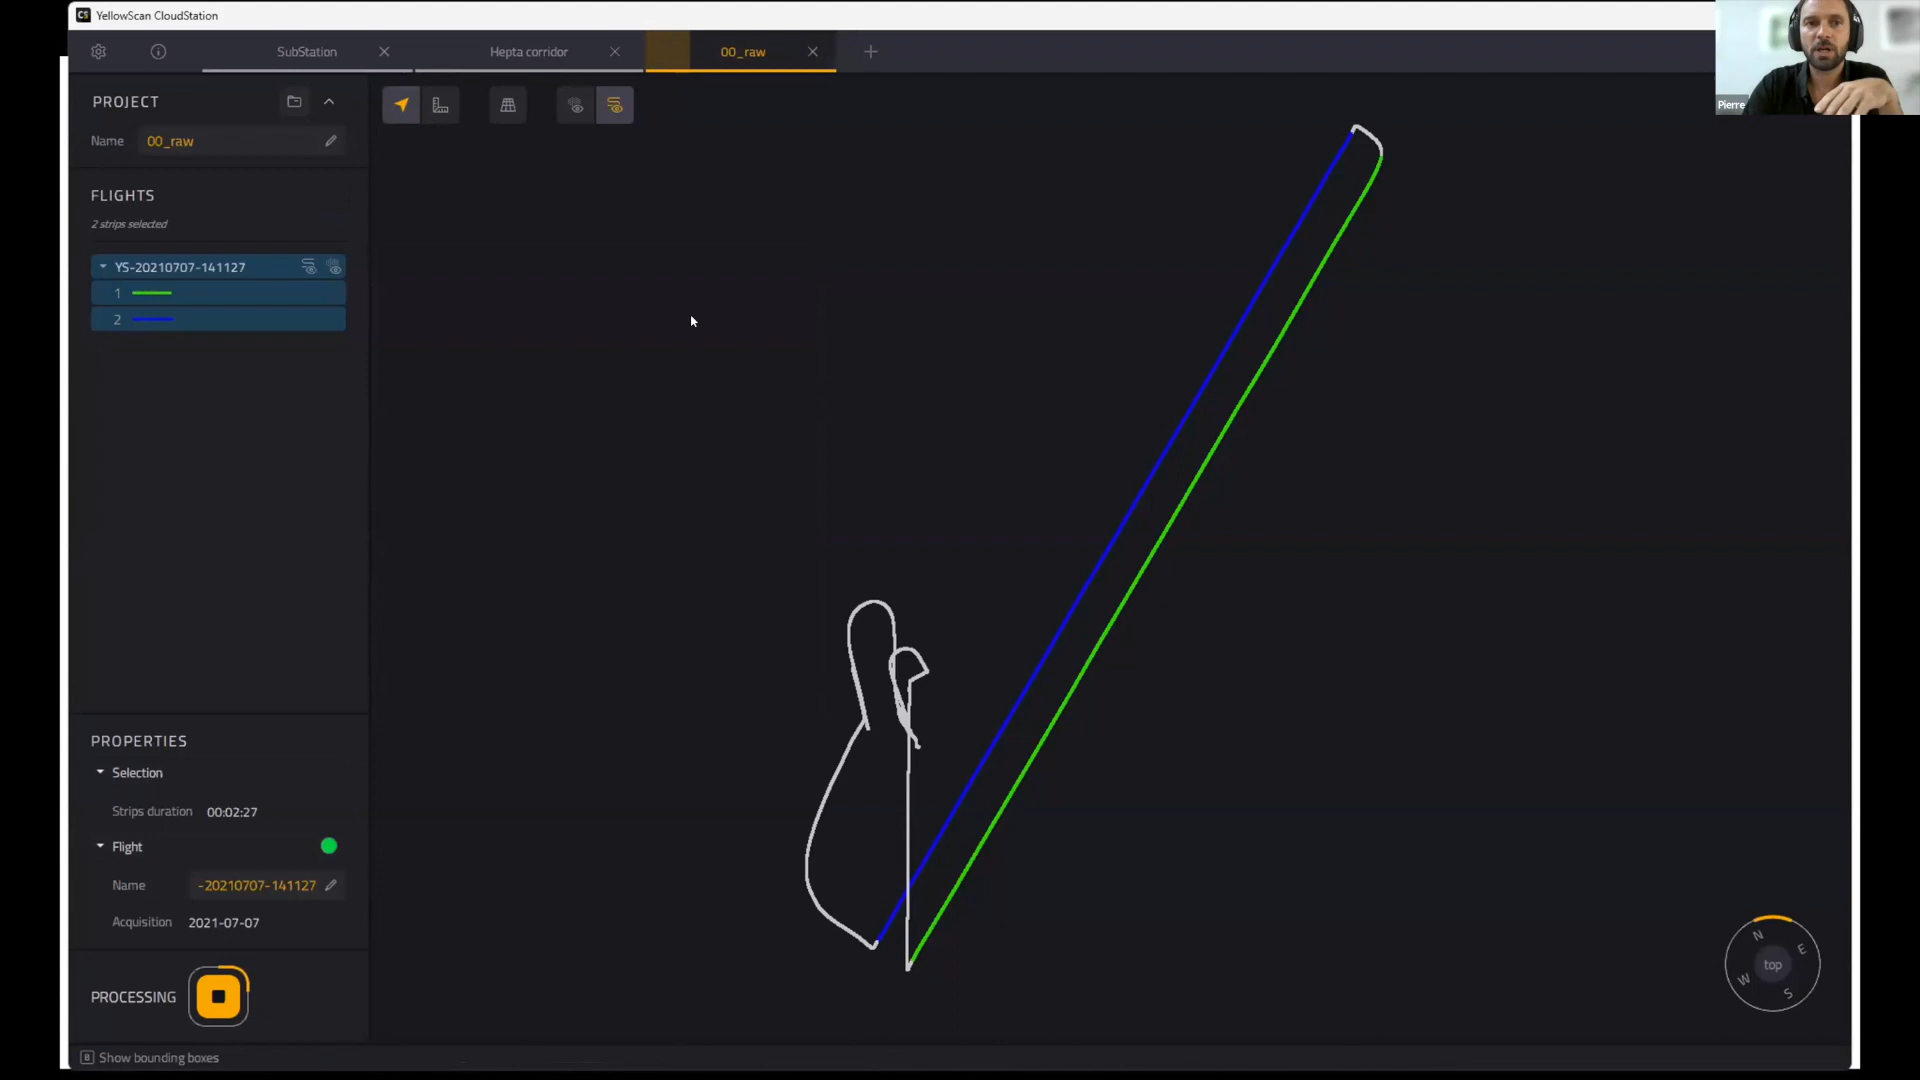 CS YellowScan CloudStation
SubStation
Hepta corridor
00_raw
PROJECT
Name 00_raw
FLIGHTS
2 strips selected
YS-20210707-141127
1
2
PROPERTIES
Selection
Strips duration 00:02:27
Flight
Name -20210707-141127
Acquisition 2021-07-07
PROCESSING
B Show bounding boxes
Pierre
N
E
top
W
S